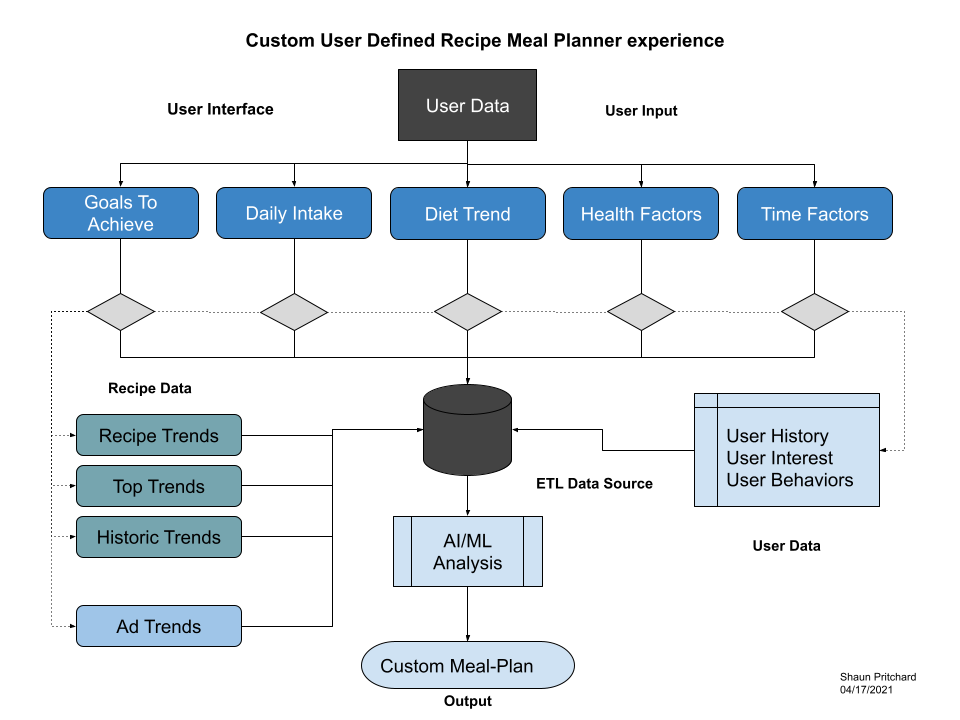 Custom User Defined Recipe Meal Planner experience
User Interface
User Data
User Input
Goals To
Achieve
Daily Intake
Diet Trend
Health Factors
Time Factors
Recipe Data
Recipe Trends
Top Trends
Historic Trends
Ad Trends
ETL Data Source
User History
User Interest
User Behaviors
User Data
AI/ML
Analysis
Custom Meal-Plan
Output
Shaun Pritchard
04/17/2021